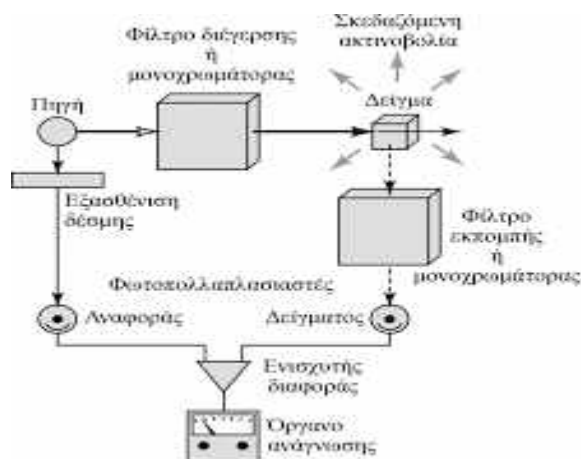 Φίλτρο διέγερσης
ή
μονοχρωμάτορας
Σκεδαζόμενη
ακτινοβολία
Πηγή
Δείγμα
Εξασθένιση
δέσμης
Φίλτρο
εκπομπής
ή
μονοχρωμάτορας
Φωτοπολλαπλασιαστές
Αναφοράς
Δείγματος
Ενισχυτής
διαφοράς
Όργανο
ανάγνωσης